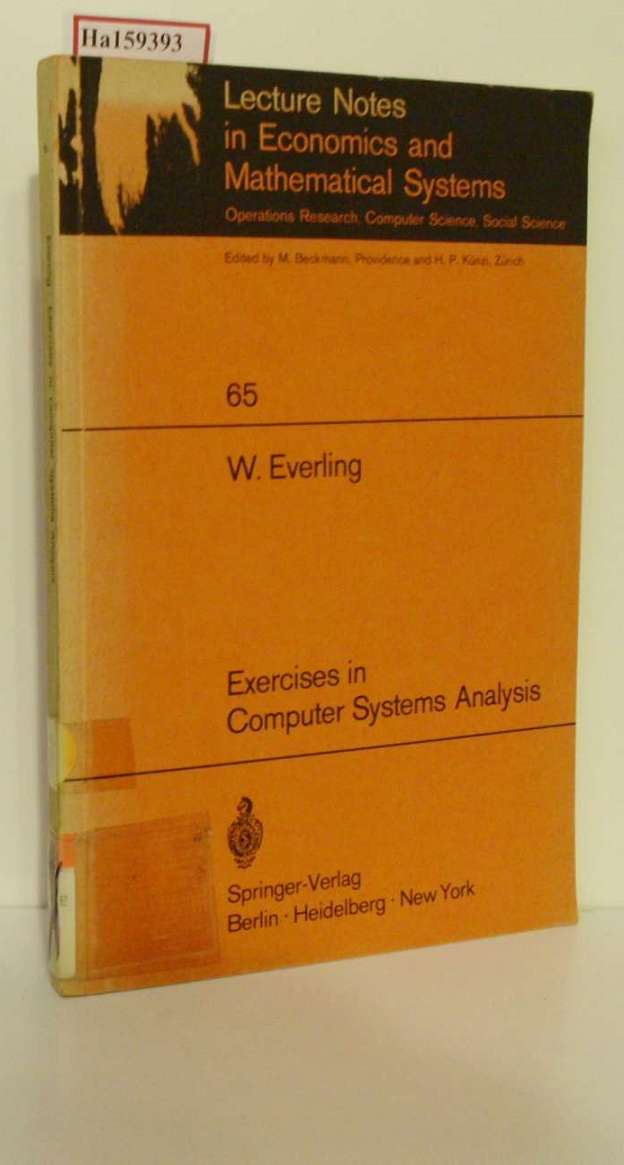 Ha159393
Lecture Notes
in Economics and
Mathematical Systems
Operations Research, Computer Science, Social Science
Edited by M. Beckmann, Providence and H. P. Künzi, Zürich
65
W. Everling
Exercises in
Computer Systems Analysis
Springer-Verlag
Berlin · Heidelberg · New York